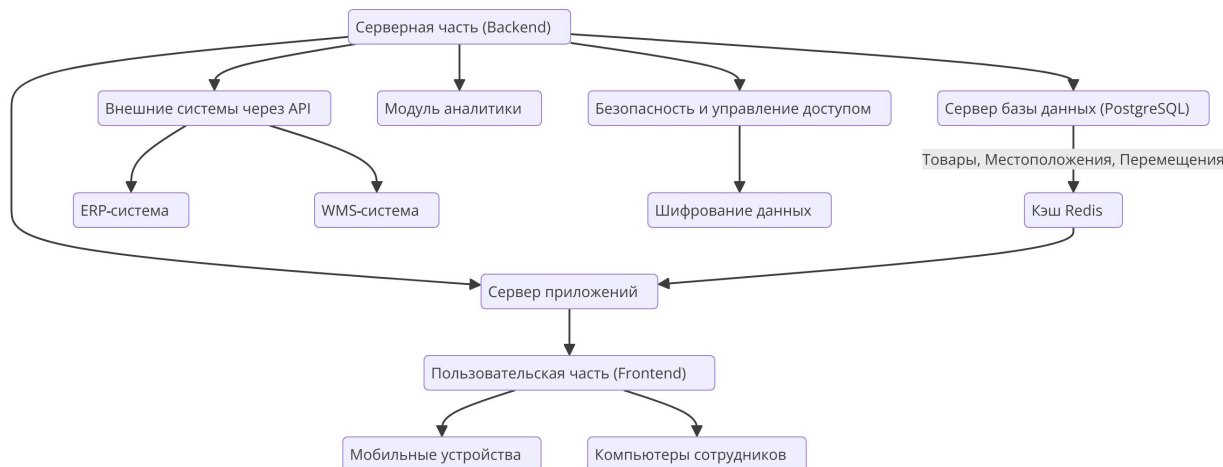 Серверная часть (Backend)
Внешние системы через API
Модуль аналитики
Безопасность и управление доступом
Сервер базы данных (PostgreSQL)
Товары, Местоположения, Перемещения
ERP-система
WMS-система
Шифрование данных
Кэш Redis
Сервер приложений
Пользовательская часть (Frontend)
Мобильные устройства
Компьютеры сотрудников